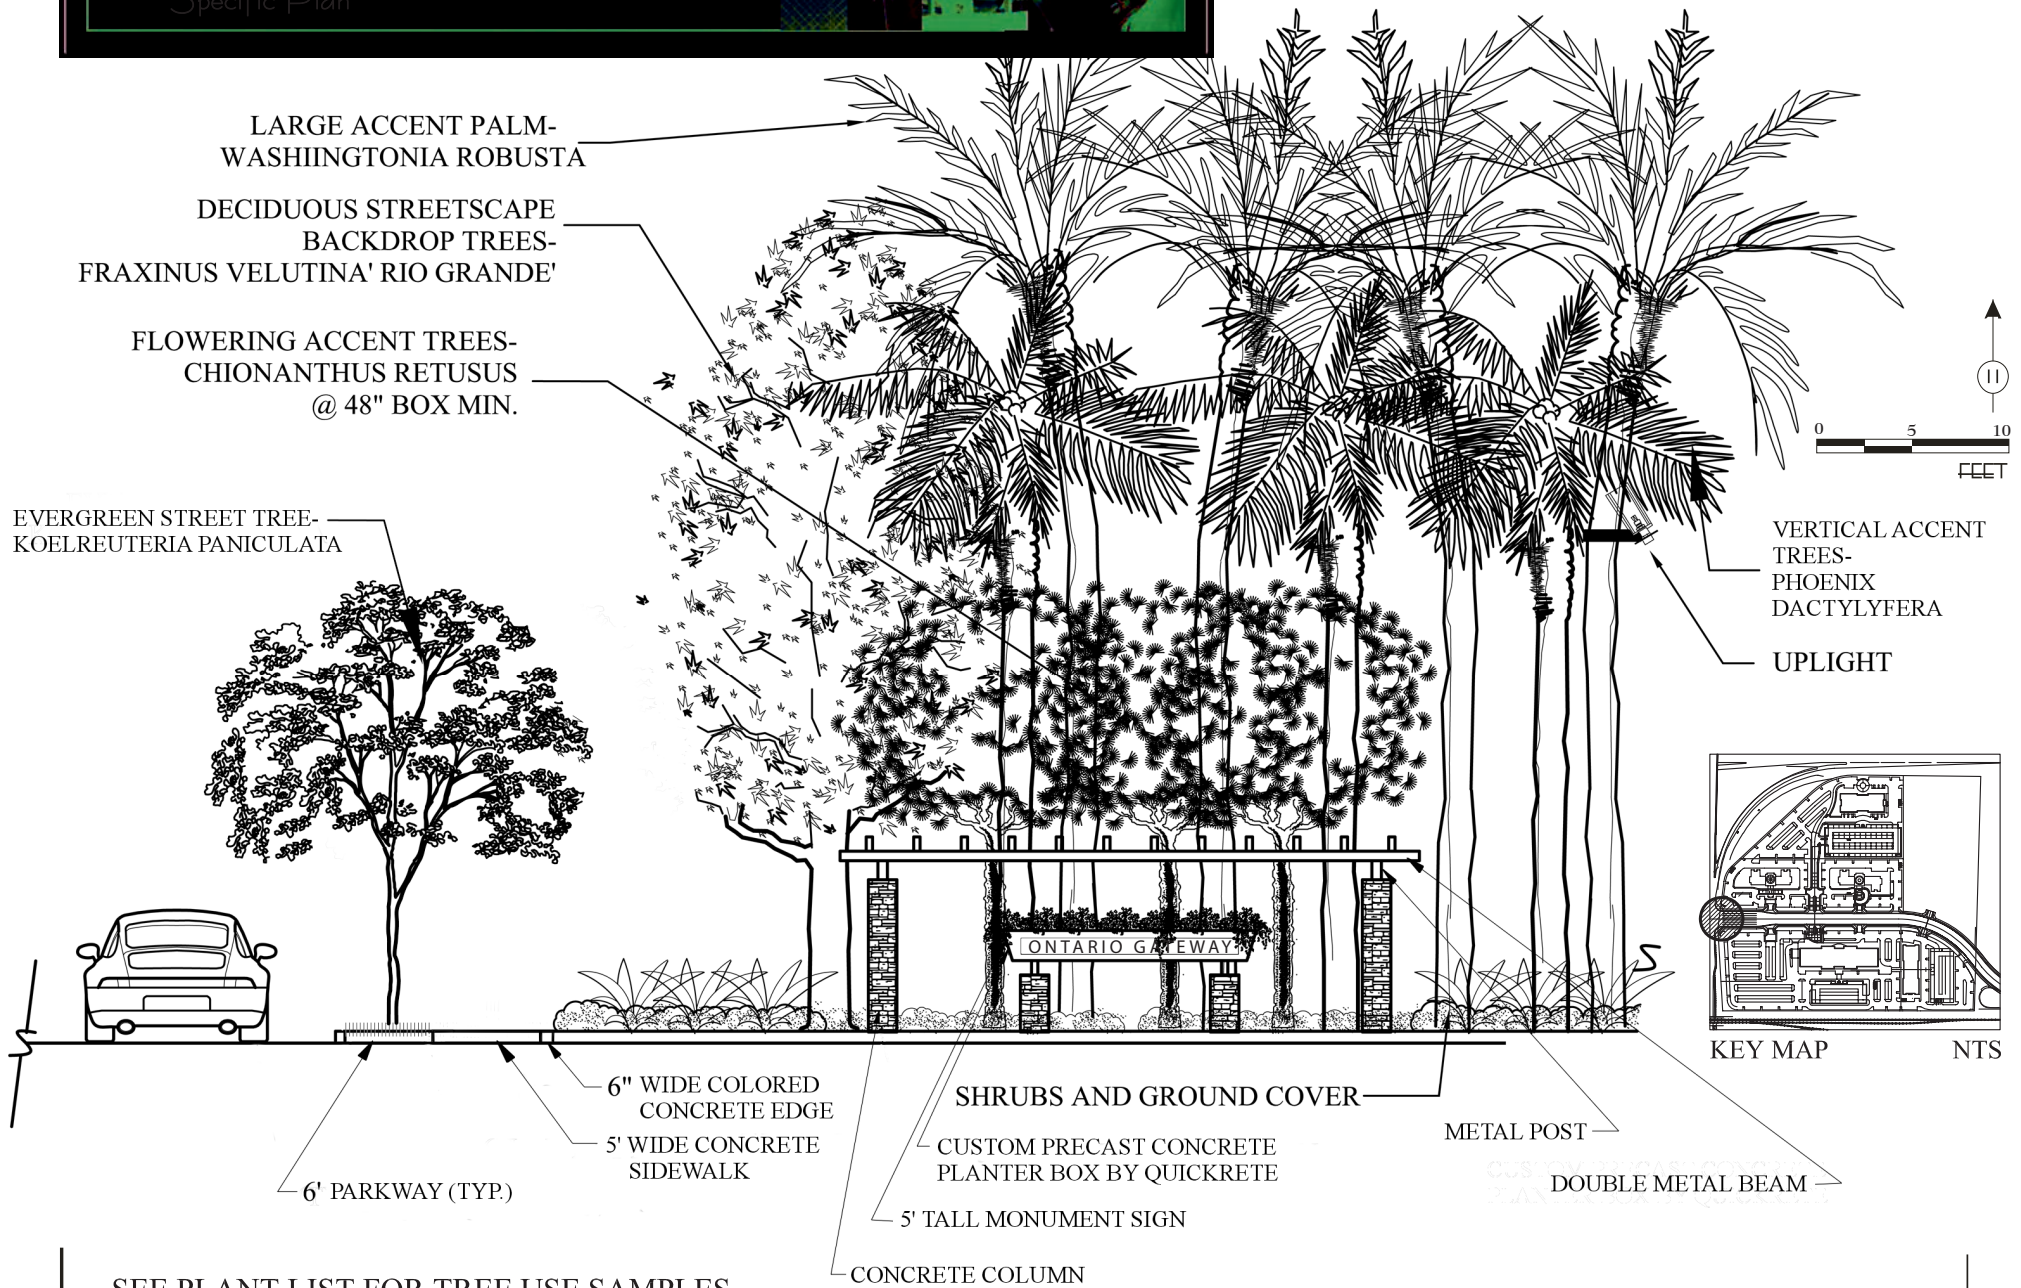 Specific Plan
LARGE ACCENT PALM-
WASHIINGTONIA ROBUSTA
DECIDUOUS STREETSCAPE
BACKDROP TREES-
FRAXINUS VELUTINA' RIO GRANDE'
FLOWERING ACCENT TREES-
CHIONANTHUS RETUSUS
@ 48" BOX MIN.
EVERGREEN STREET TREE-
KOELREUTERIA PANICULATA
0 5 10
FEET
VERTICAL ACCENT
TREES-
PHOENIX
DACTYLYFERA
UPLIGHT
ONTARIO GATEWAY
KEY MAP NTS
6" WIDE COLORED
CONCRETE EDGE
5' WIDE CONCRETE
SIDEWALK
6' PARKWAY (TYP.)
SHRUBS AND GROUND COVER
CUSTOM PRECAST CONCRETE
PLANTER BOX BY QUICKRETE
5' TALL MONUMENT SIGN
CONCRETE COLUMN
METAL POST
DOUBLE METAL BEAM
SEE PLANT LIST FOR TREE USE SAMPLES